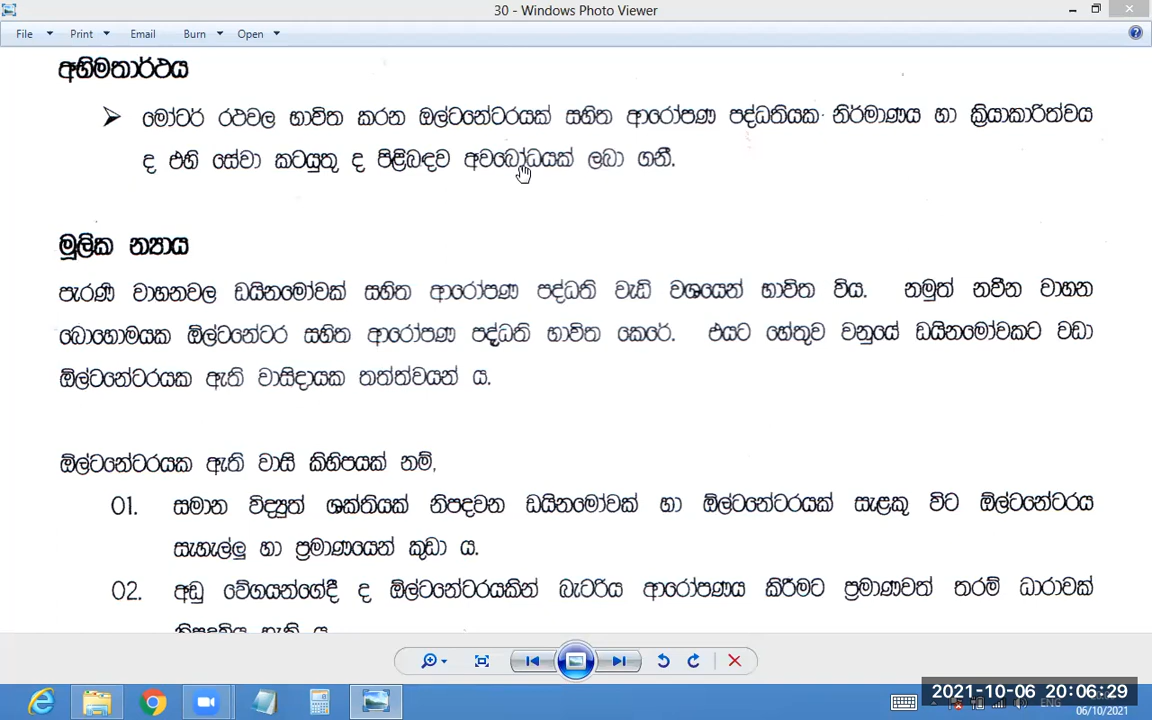 30 - Windows Photo Viewer
File Print Email Burn Open
අභිමතාර්ථය
මෝටර් රථවල භාවිත කරන ඔල්ටනේටරයක් සහිත ආරෝපණ පද්ධතියක නිර්මාණය හා ක්‍රියාකාරිත්වය
ද එහි සේවා කටයුතු ද පිළිබඳව අවබෝධයක් ලබා ගනී.
මූලික න්‍යාය
පැරණි වාහනවල ඩයිනමෝවක් සහිත ආරෝපණ පද්ධති වැඩි වශයෙන් භාවිත විය. නමුත් නවීන වාහන
බොහොමයක ඕල්ටනේටර සහිත ආරෝපණ පද්ධති භාවිත කෙරේ. එයට හේතුව වනුයේ ඩයිනමෝවකට වඩා
ඕල්ටනේටරයක ඇති වාසිදායක තත්ත්වයන් ය.
ඕල්ටනේටරයක ඇති වාසි කිහිපයක් නම්,
01. සමාන විද්‍යුත් ශක්තියක් නිපදවන ඩයිනමෝවක් හා ඕල්ටනේටරයක් සැළකූ විට ඕල්ටනේටරය
සැහැල්ලු හා ප්‍රමාණයෙන් කුඩා ය.
02. අඩු වේගයන්ගේදී ද ඕල්ටනේටරයකින් බැටරිය ආරෝපණය කිරීමට ප්‍රමාණවත් තරම් ධාරාවක්
ENG
2021-10-06 20:06:29
06/10/2021